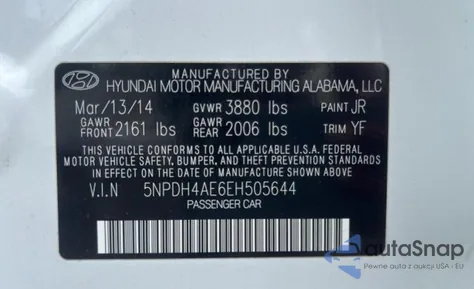 MANUFACTURED BY
HYUNDAI MOTOR MANUFACTURING ALABAMA, LLC
Mar/13/14 GVWR 3880 lbs PAINT JR
GAWR FRONT 2161 lbs GAWR REAR 2006 lbs TRIM YF
THIS VEHICLE CONFORMS TO ALL APPLICABLE U.S.A. FEDERAL
MOTOR VEHICLE SAFETY, BUMPER, AND THEFT PREVENTION
STANDARDS IN EFFECT ON THE DATE OF MANUFACTURE SHOWN ABOVE
V.I.N 5NPDH4AE6EH505644
PASSENGER CAR
autoSnap
Pewne auta z aukcji USA - EU